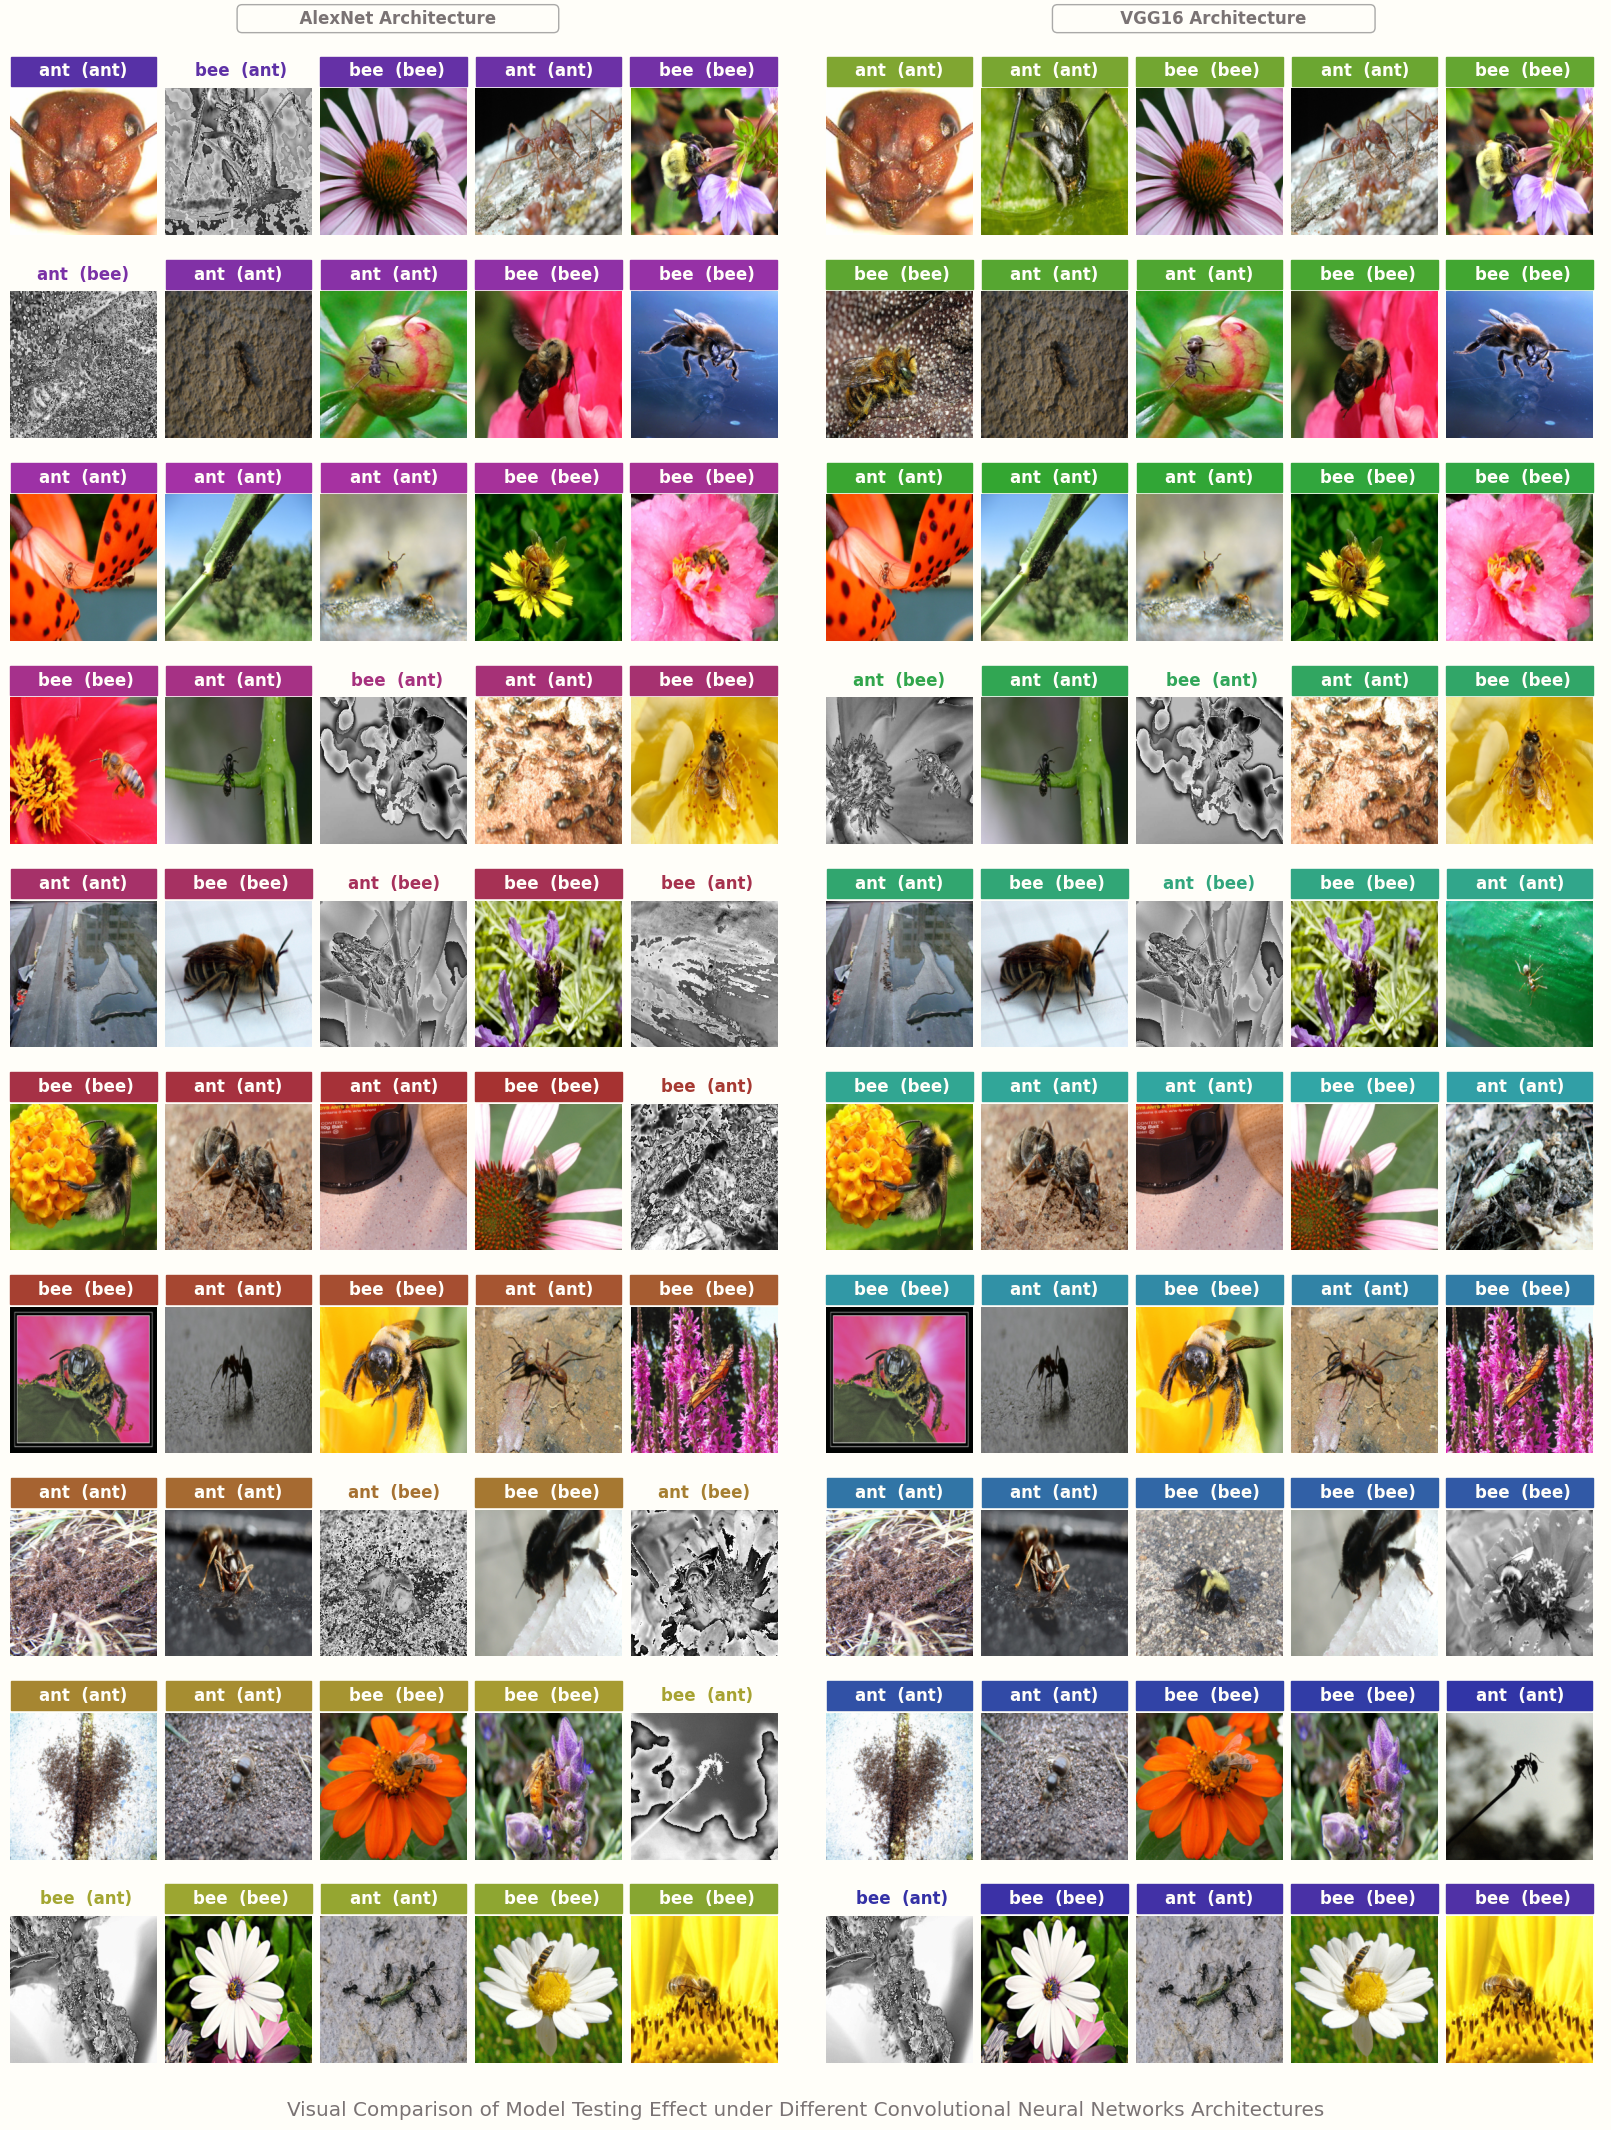 AlexNet Architecture
VGG16 Architecture
ant (ant) bee (ant) bee (bee) ant (ant) bee (bee)
ant (ant) ant (ant) bee (bee) ant (ant) bee (bee)
ant (bee) ant (ant) ant (ant) bee (bee) bee (bee)
bee (bee) ant (ant) ant (ant) bee (bee) bee (bee)
ant (ant) ant (ant) ant (ant) bee (bee) bee (bee)
ant (ant) ant (ant) ant (ant) bee (bee) bee (bee)
bee (bee) ant (ant) bee (ant) ant (ant) bee (bee)
ant (bee) ant (ant) bee (ant) ant (ant) bee (bee)
ant (ant) bee (bee) ant (bee) bee (bee) bee (ant)
ant (ant) bee (bee) ant (bee) bee (bee) ant (ant)
bee (bee) ant (ant) ant (ant) bee (bee) bee (ant)
bee (bee) ant (ant) ant (ant) bee (bee) ant (ant)
bee (bee) ant (ant) bee (bee) ant (ant) bee (bee)
bee (bee) ant (ant) bee (bee) ant (ant) bee (bee)
ant (ant) ant (ant) ant (bee) bee (bee) ant (bee)
ant (ant) ant (ant) bee (bee) bee (bee) bee (bee)
ant (ant) ant (ant) bee (bee) bee (bee) bee (ant)
ant (ant) ant (ant) bee (bee) bee (bee) ant (ant)
bee (ant) bee (bee) ant (ant) bee (bee) bee (bee)
bee (ant) bee (bee) ant (ant) bee (bee) bee (bee)
Visual Comparison of Model Testing Effect under Different Convolutional Neural Networks Architectures